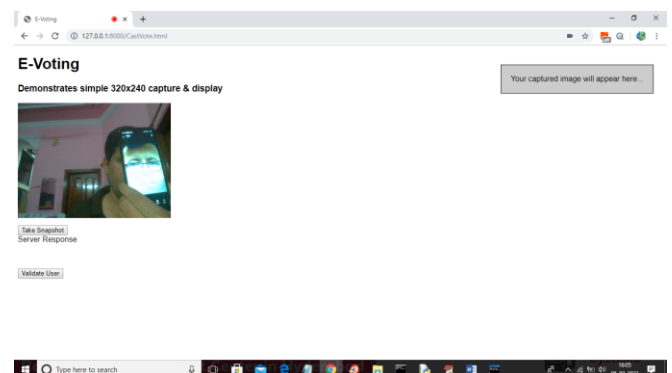 E-Voting
127.0.0.1:8000/CastVote.html
E-Voting
Your captured image will appear here...
Demonstrates simple 320x240 capture & display
Take Snapshot
Server Response
Validate User
Type here to search
1605